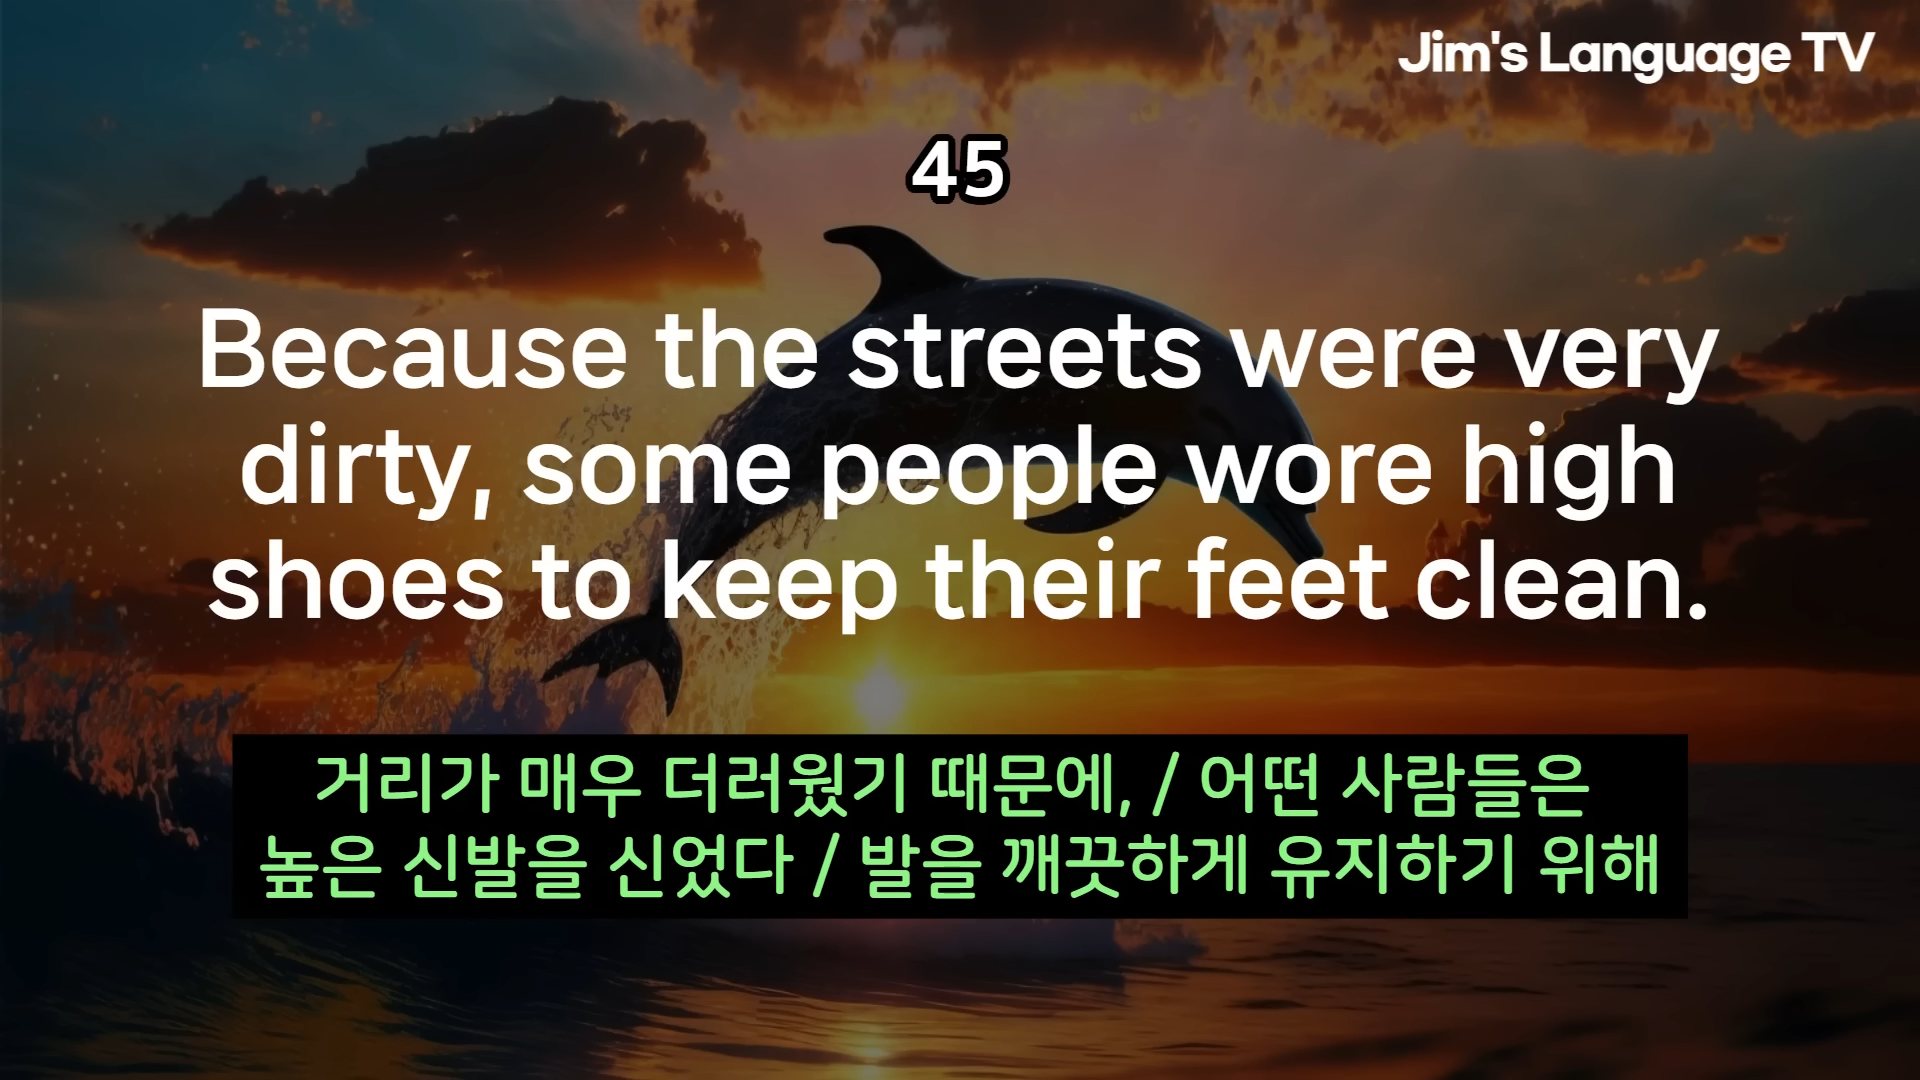 Jim's Language TV
45
Because the streets were very
dirty, some people wore high
shoes to keep their feet clean.
거리가 매우 더러웠기 때문에, / 어떤 사람들은
높은 신발을 신었다 / 발을 깨끗하게 유지하기 위해